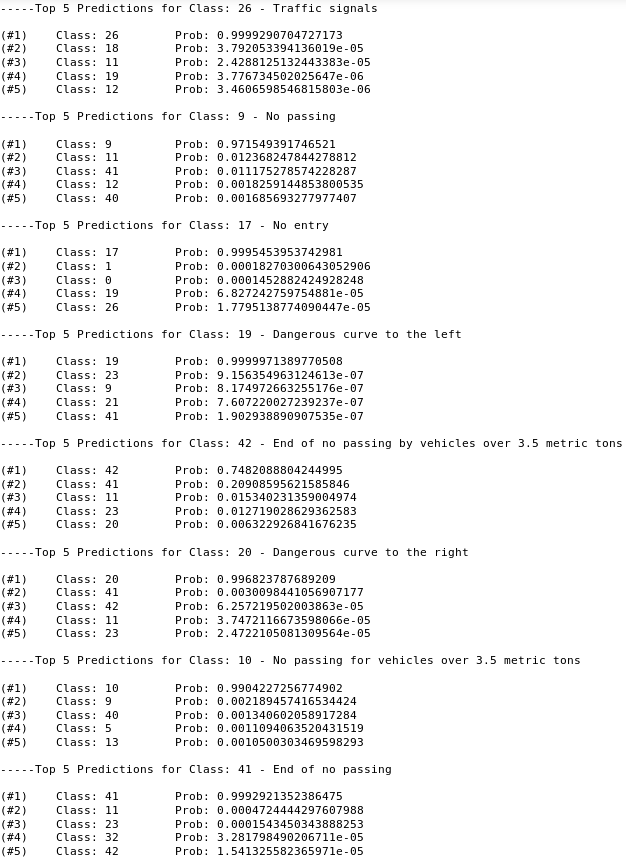 -----Top 5 Predictions for Class: 26 - Traffic signals
(#1) Class: 26 Prob: 0.9999290704727173
(#2) Class: 18 Prob: 3.792053394136019e-05
(#3) Class: 11 Prob: 2.4288125132443383e-05
(#4) Class: 19 Prob: 3.776734502025647e-06
(#5) Class: 12 Prob: 3.4606598546815803e-06
-----Top 5 Predictions for Class: 9 - No passing
(#1) Class: 9 Prob: 0.971549391746521
(#2) Class: 11 Prob: 0.012368247844278812
(#3) Class: 41 Prob: 0.011175278574228287
(#4) Class: 12 Prob: 0.0018259144853800535
(#5) Class: 40 Prob: 0.001685693277977407
-----Top 5 Predictions for Class: 17 - No entry
(#1) Class: 17 Prob: 0.9995453953742981
(#2) Class: 1 Prob: 0.00018270300643052906
(#3) Class: 0 Prob: 0.0001452882424928248
(#4) Class: 19 Prob: 6.827242759754881e-05
(#5) Class: 26 Prob: 1.7795138774090447e-05
-----Top 5 Predictions for Class: 19 - Dangerous curve to the left
(#1) Class: 19 Prob: 0.9999971389770508
(#2) Class: 23 Prob: 9.156354963124613e-07
(#3) Class: 9 Prob: 8.174972663255176e-07
(#4) Class: 21 Prob: 7.607220027239237e-07
(#5) Class: 41 Prob: 1.902938890907535e-07
-----Top 5 Predictions for Class: 42 - End of no passing by vehicles over 3.5 metric tons
(#1) Class: 42 Prob: 0.7482088804244995
(#2) Class: 41 Prob: 0.20908595621585846
(#3) Class: 11 Prob: 0.015340231359004974
(#4) Class: 23 Prob: 0.012719028629362583
(#5) Class: 20 Prob: 0.006322926841676235
-----Top 5 Predictions for Class: 20 - Dangerous curve to the right
(#1) Class: 20 Prob: 0.996823787689209
(#2) Class: 41 Prob: 0.0030098441056907177
(#3) Class: 42 Prob: 6.257219502003863e-05
(#4) Class: 11 Prob: 3.7472116673598066e-05
(#5) Class: 23 Prob: 2.4722105081309564e-05
-----Top 5 Predictions for Class: 10 - No passing for vehicles over 3.5 metric tons
(#1) Class: 10 Prob: 0.9904227256774902
(#2) Class: 9 Prob: 0.002189457416534424
(#3) Class: 40 Prob: 0.001340602058917284
(#4) Class: 5 Prob: 0.0011094063520431519
(#5) Class: 13 Prob: 0.0010500303469598293
-----Top 5 Predictions for Class: 41 - End of no passing
(#1) Class: 41 Prob: 0.9992921352386475
(#2) Class: 11 Prob: 0.0004724444297607988
(#3) Class: 23 Prob: 0.0001543450343888253
(#4) Class: 32 Prob: 3.281798490206711e-05
(#5) Class: 42 Prob: 1.541325582365971e-05